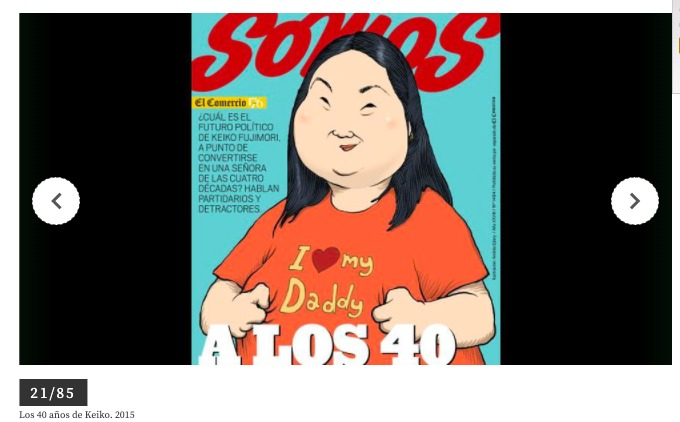 SOMOS
El Comercio
¿CUÁL ES EL
FUTURO POLÍTICO
DE KEIKO FUJIMORI,
A PUNTO DE
CONVERTIRSE
EN UNA SEÑORA
DE LAS CUATRO
DÉCADAS? HABLAN
PARTIDARIOS Y
DETRACTORES.
I my
Daddy
A LOS 40
21/85
Los 40 años de Keiko. 2015